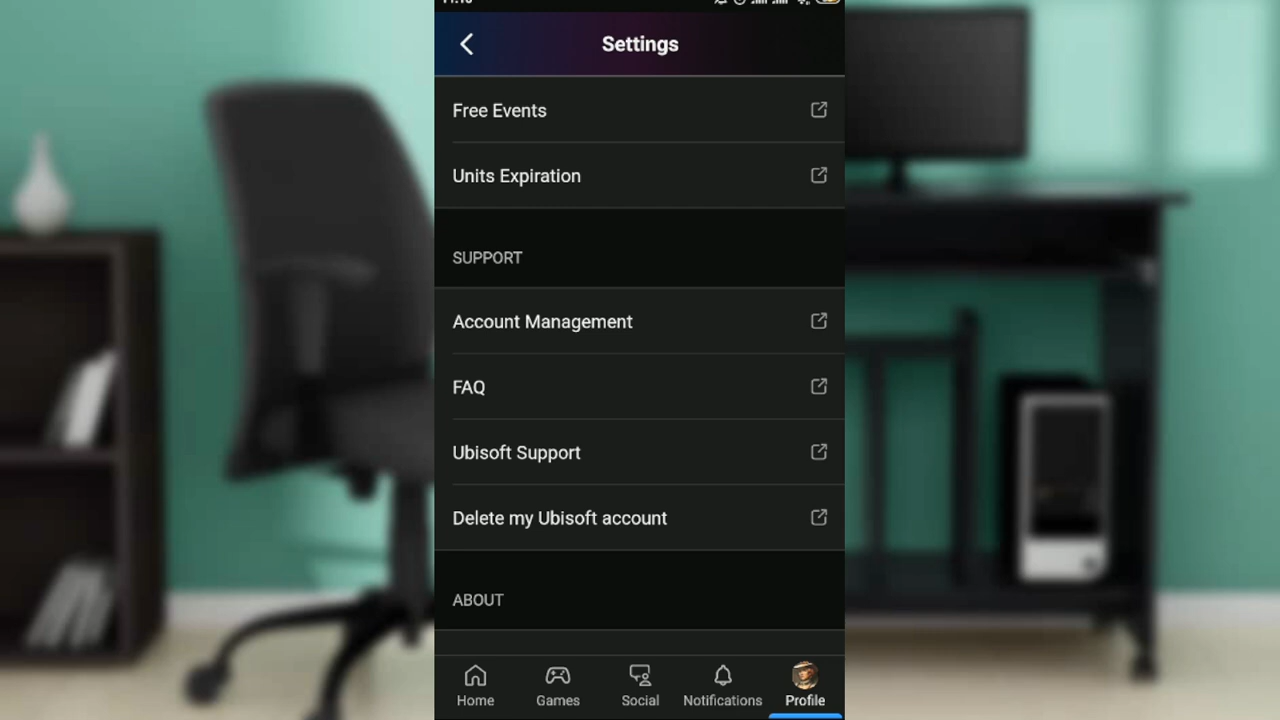 Settings
Free Events
Units Expiration
SUPPORT
Account Management
FAQ
Ubisoft Support
Delete my Ubisoft account
ABOUT
Home
Games
Social
Notifications
Profile